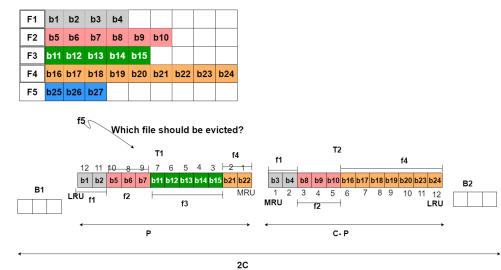 F1 b1 b2 b3 b4
F2 b5 b6 b7 b8 b9 b10
F3 b11 b12 b13 b14 b15
F4 b16 b17 b18 b19 b20 b21 b22 b23 b24
F5 b25 b26 b27
f5
Which file should be evicted?
T1 T2
f4 f1 f4
12 11 10 8 9 7 6 5 4 3 2 1
b1 b2 b5 b6 b7 b11 b12 b13 b14 b15 b21 b22
b3 b4 b8 b9 b10 b16 b17 b18 b19 b20 b23 b24
B1 LRU f1 f2 f3 MRU
MRU 1 2 3 4 5 6 7 8 9 10 11 12 LRU B2
f2
P C- P
2C